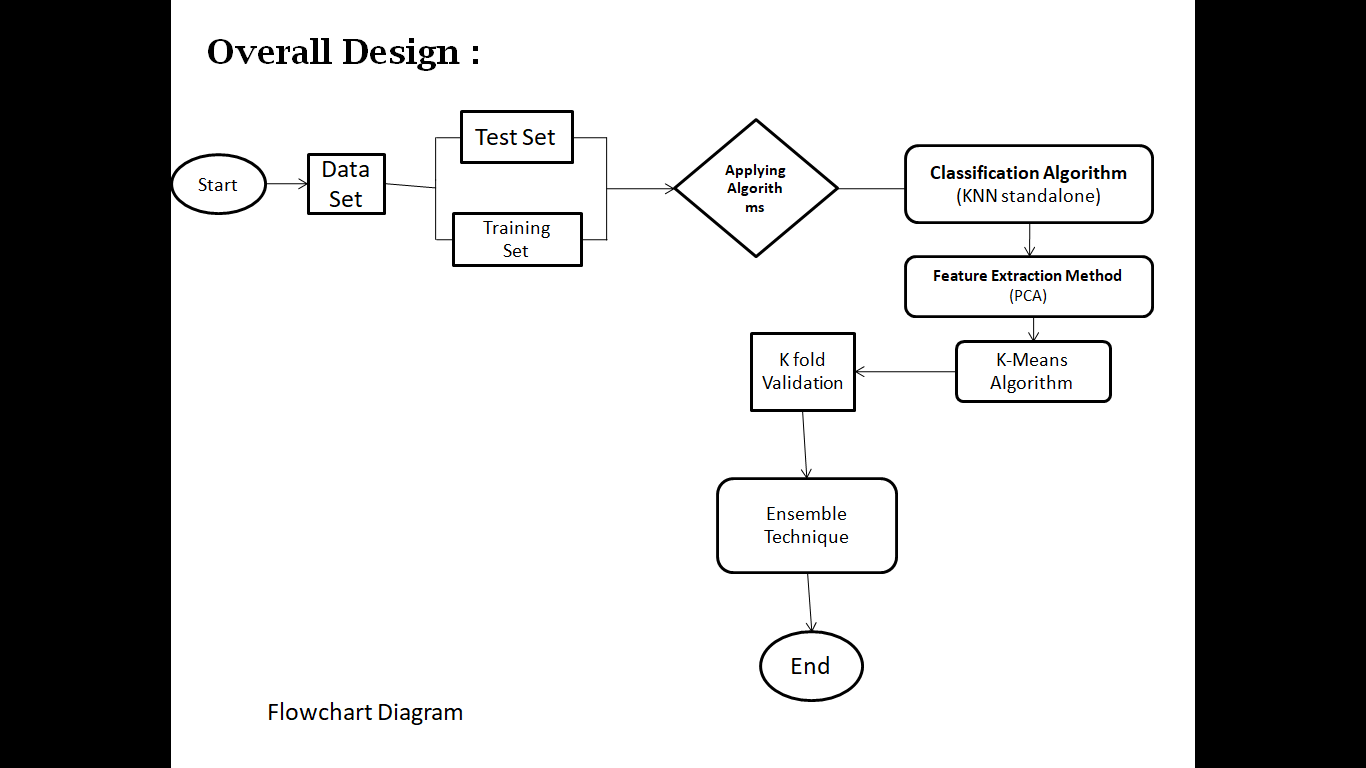 Overall Design :
Start
Data
Set
Test Set
Training
Set
Applying
Algorith
ms
Classification Algorithm
(KNN standalone)
Feature Extraction Method
(PCA)
K-Means
Algorithm
K fold
Validation
Ensemble
Technique
End
Flowchart Diagram